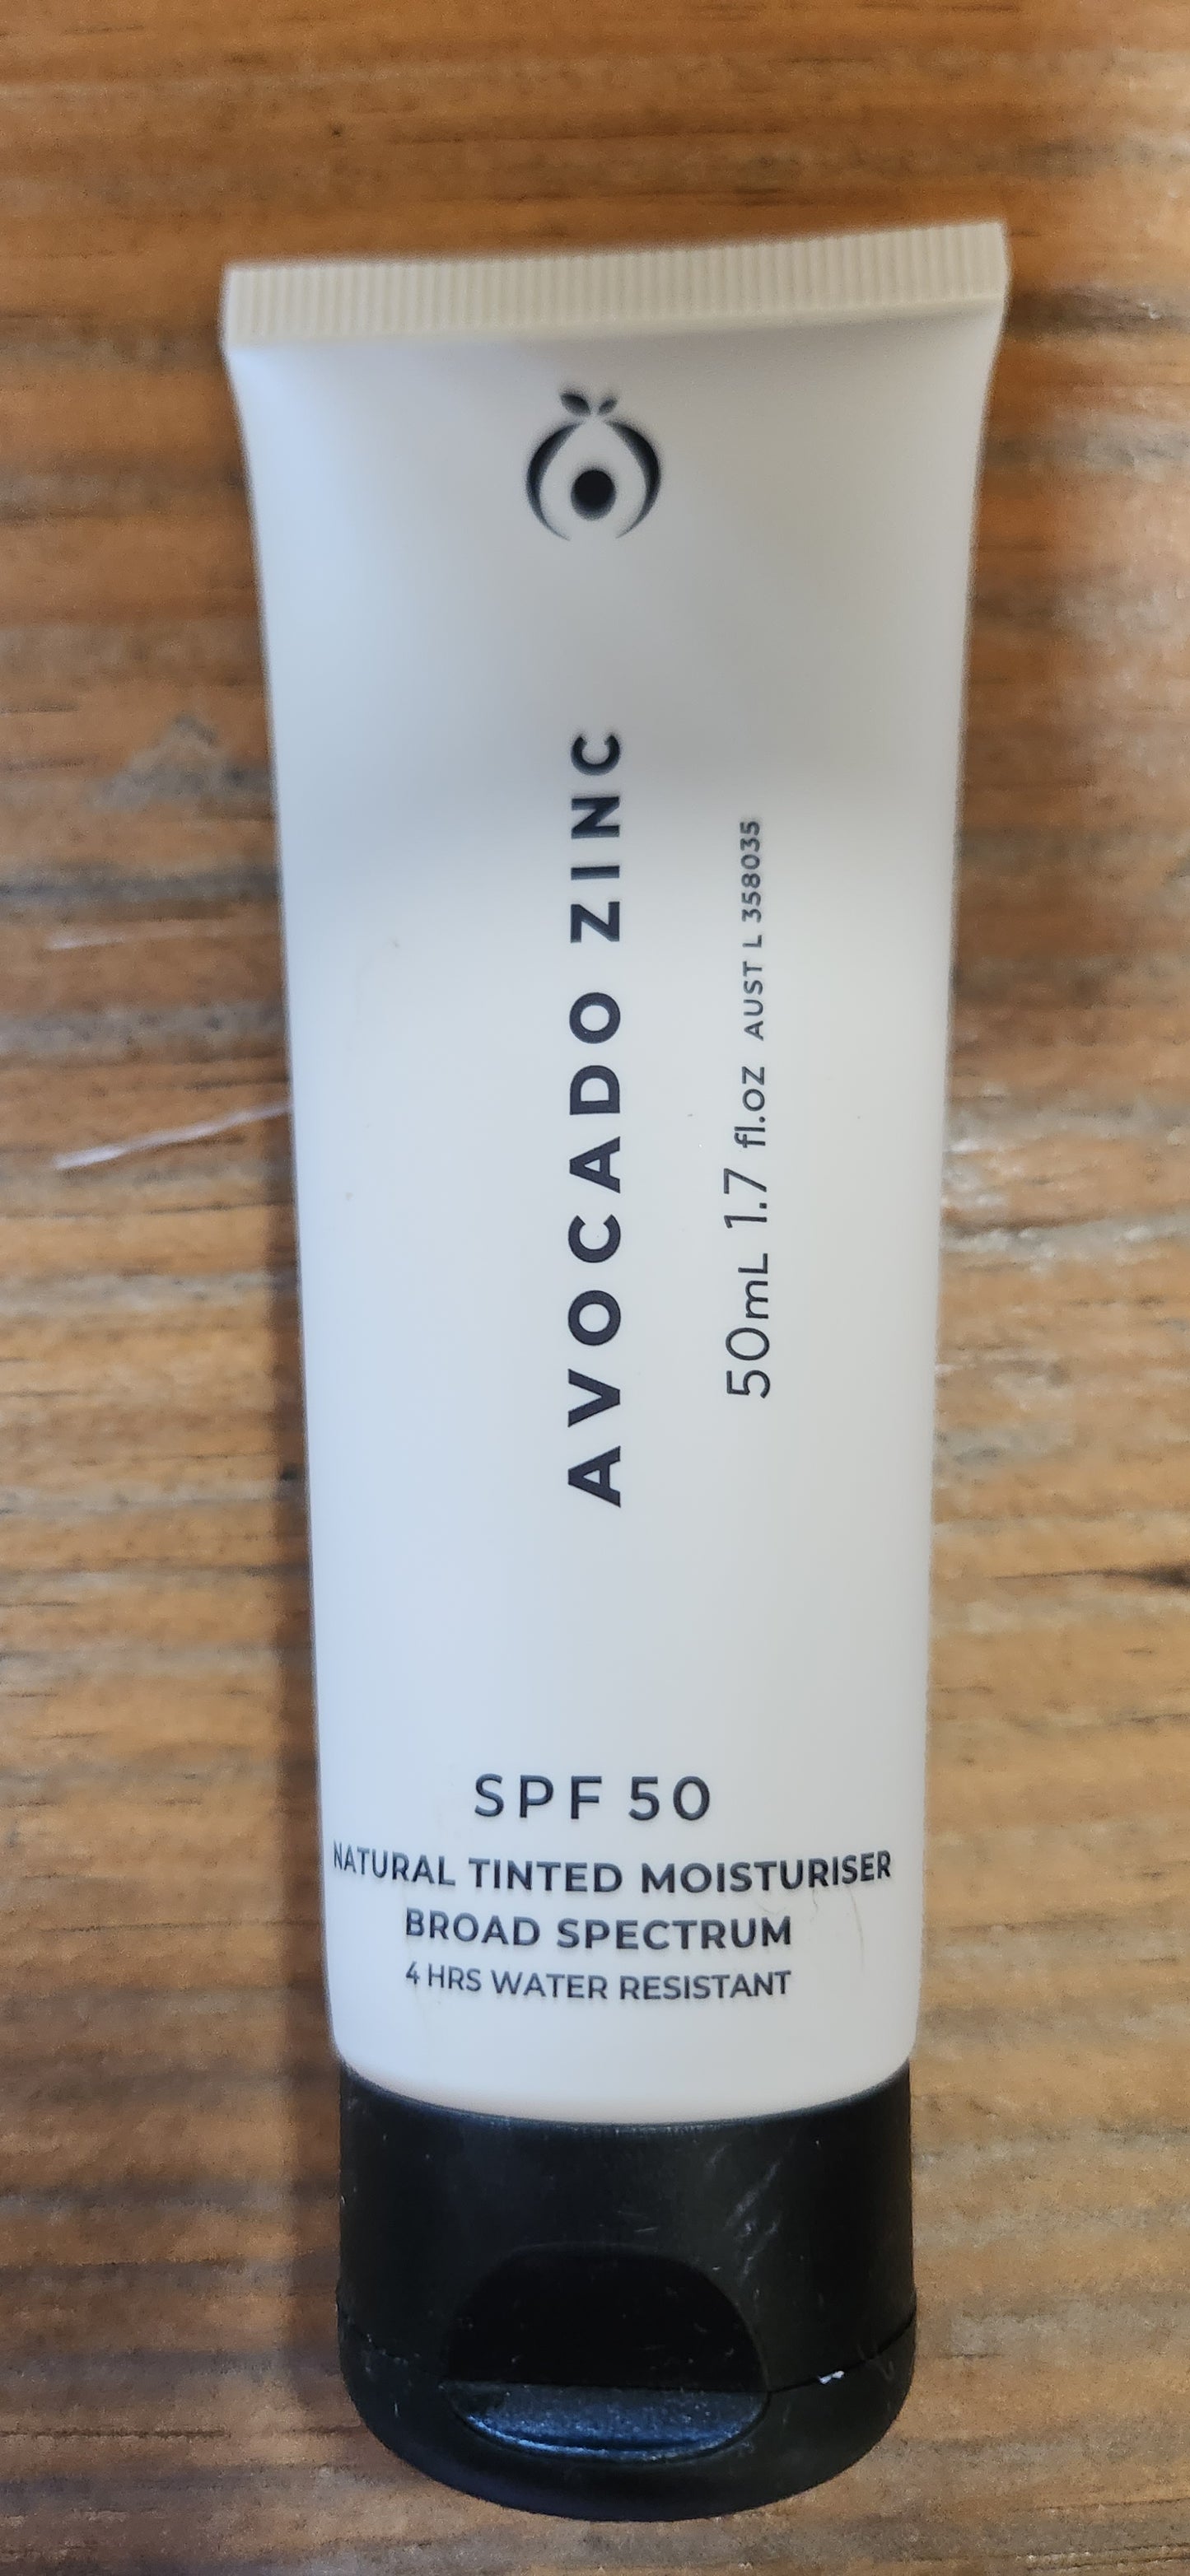 AVOCADO ZINC
50mL 1.7 fl.oz AUST L 358035
SPF 50
NATURAL TINTED MOISTURISER
BROAD SPECTRUM
4 HRS WATER RESISTANT